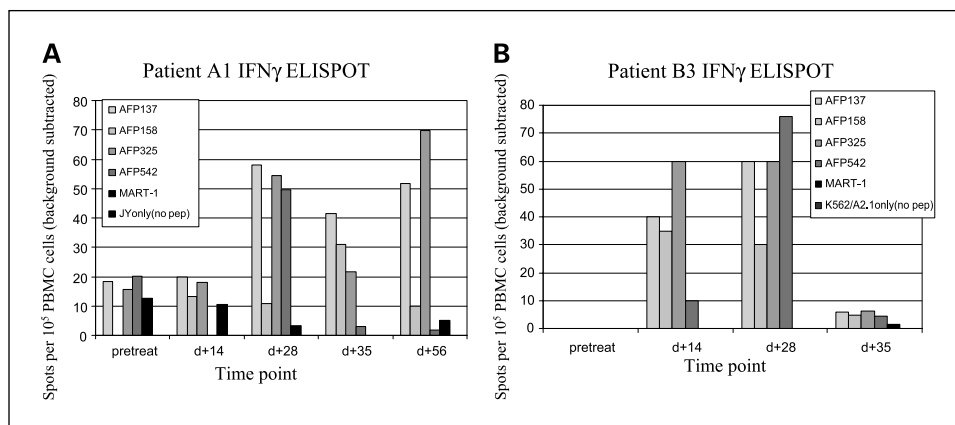 A
Patient A1 IFNγ ELISPOT
Spots per 10⁵ PBMC cells (background subtracted)
80
70
60
50
40
30
20
10
0
AFP137
AFP158
AFP325
AFP542
MART-1
JYonly(no pep)
pretreat d+14 d+28 d+35 d+56
Time point
B
Patient B3 IFNγ ELISPOT
Spots per 10⁵ PBMC cells (background subtracted)
80
70
60
50
40
30
20
10
0
AFP137
AFP158
AFP325
AFP542
MART-1
K562/A2.1only(no pep)
pretreat d+14 d+28 d+35
Time point